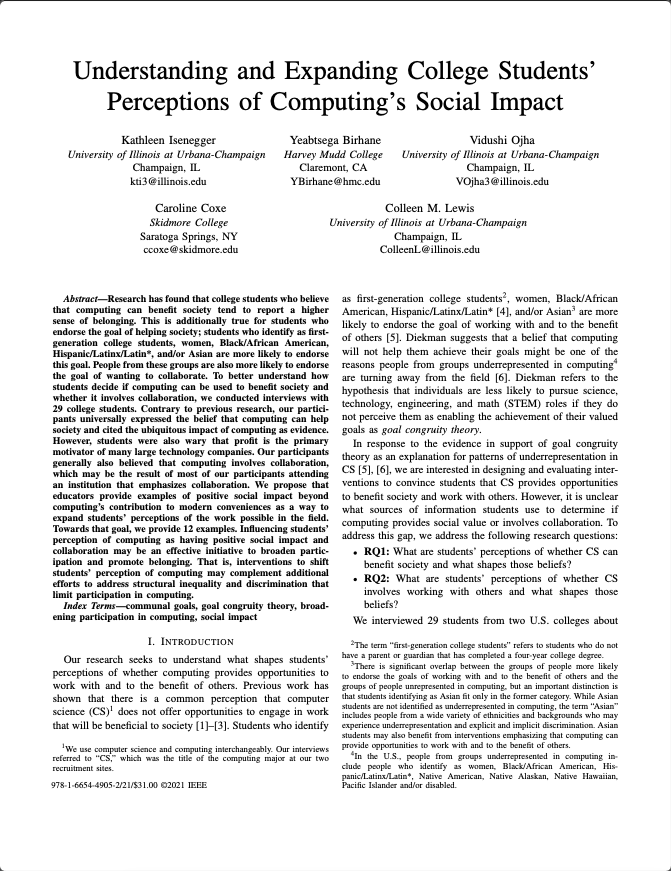 Understanding and Expanding College Students’
Perceptions of Computing’s Social Impact
Kathleen Isenegger
University of Illinois at Urbana-Champaign
Champaign, IL
kti3@illinois.edu
Yeabtsega Birhane
Harvey Mudd College
Claremont, CA
YBirhane@hmc.edu
Vidushi Ojha
University of Illinois at Urbana-Champaign
Champaign, IL
VOjha3@illinois.edu
Caroline Coxe
Skidmore College
Saratoga Springs, NY
ccoxe@skidmore.edu
Colleen M. Lewis
University of Illinois at Urbana-Champaign
Champaign, IL
ColleenL@illinois.edu
Abstract—Research has found that college students who believe
that computing can benefit society tend to report a higher
sense of belonging. This is additionally true for students who
endorse the goal of helping society; students who identify as first-
generation college students, women, Black/African American,
Hispanic/Latinx/Latin*, and/or Asian are more likely to endorse
this goal. People from these groups are also more likely to endorse
the goal of wanting to collaborate. To better understand how
students decide if computing can be used to benefit society and
whether it involves collaboration, we conducted interviews with
29 college students. Contrary to previous research, our partici-
pants universally expressed the belief that computing can help
society and cited the ubiquitous impact of computing as evidence.
However, students were also wary that profit is the primary
motivator of many large technology companies. Our participants
generally also believed that computing involves collaboration,
which may be the result of most of our participants attending
an institution that emphasizes collaboration. We propose that
educators provide examples of positive social impact beyond
computing’s contribution to modern conveniences as a way to
expand students’ perceptions of the work possible in the field.
Towards that goal, we provide 12 examples. Influencing students’
perception of computing as having positive social impact and
collaboration may be an effective initiative to broaden partic-
ipation and promote belonging. That is, interventions to shift
students’ perception of computing may complement additional
efforts to address structural inequality and discrimination that
limit participation in computing.
Index Terms—communal goals, goal congruity theory, broad-
ening participation in computing, social impact
I. INTRODUCTION
Our research seeks to understand what shapes students’
perceptions of whether computing provides opportunities to
work with and to the benefit of others. Previous work has
shown that there is a common perception that computer
science (CS)1 does not offer opportunities to engage in work
that will be beneficial to society [1]–[3]. Students who identify
1We use computer science and computing interchangeably. Our interviews
referred to “CS,” which was the title of the computing major at our two
recruitment sites.
978-1-6654-4905-2/21/$31.00 ©2021 IEEE
as first-generation college students2, women, Black/African
American, Hispanic/Latinx/Latin* [4], and/or Asian3 are more
likely to endorse the goal of working with and to the benefit
of others [5]. Diekman suggests that a belief that computing
will not help them achieve their goals might be one of the
reasons people from groups underrepresented in computing4
are turning away from the field [6]. Diekman refers to the
hypothesis that individuals are less likely to pursue science,
technology, engineering, and math (STEM) roles if they do
not perceive them as enabling the achievement of their valued
goals as goal congruity theory.
In response to the evidence in support of goal congruity
theory as an explanation for patterns of underrepresentation in
CS [5], [6], we are interested in designing and evaluating inter-
ventions to convince students that CS provides opportunities
to benefit society and work with others. However, it is unclear
what sources of information students use to determine if
computing provides social value or involves collaboration. To
address this gap, we address the following research questions:
• RQ1: What are students’ perceptions of whether CS can
benefit society and what shapes those beliefs?
• RQ2: What are students’ perceptions of whether CS
involves working with others and what shapes those
beliefs?
We interviewed 29 students from two U.S. colleges about
2The term “first-generation college students” refers to students who do not
have a parent or guardian that has completed a four-year college degree.
3There is significant overlap between the groups of people more likely
to endorse the goals of working with and to the benefit of others and the
groups of people unrepresented in computing, but an important distinction is
that students identifying as Asian fit only in the former category. While Asian
students are not identified as underrepresented in computing, the term “Asian”
includes people from a wide variety of ethnicities and backgrounds who may
experience underrepresentation and explicit and implicit discrimination. Asian
students may also benefit from interventions emphasizing that computing can
provide opportunities to work with and to the benefit of others.
4In the U.S., people from groups underrepresented in computing in-
clude people who identify as women, Black/African American, His-
panic/Latinx/Latin*, Native American, Native Alaskan, Native Hawaiian,
Pacific Islander and/or disabled.